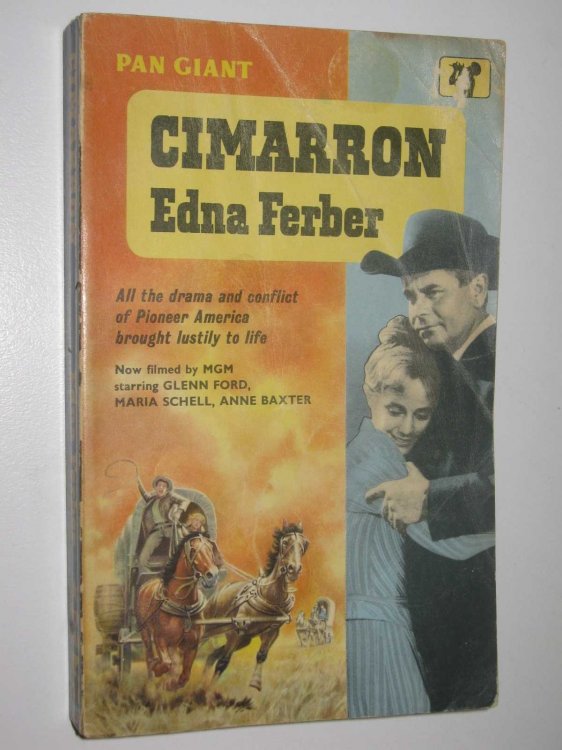 PAN GIANT
CIMARRON
Edna Ferber
All the drama and conflict
of Pioneer America
brought lustily to life
Now filmed by MGM
starring GLENN FORD,
MARIA SCHELL, ANNE BAXTER